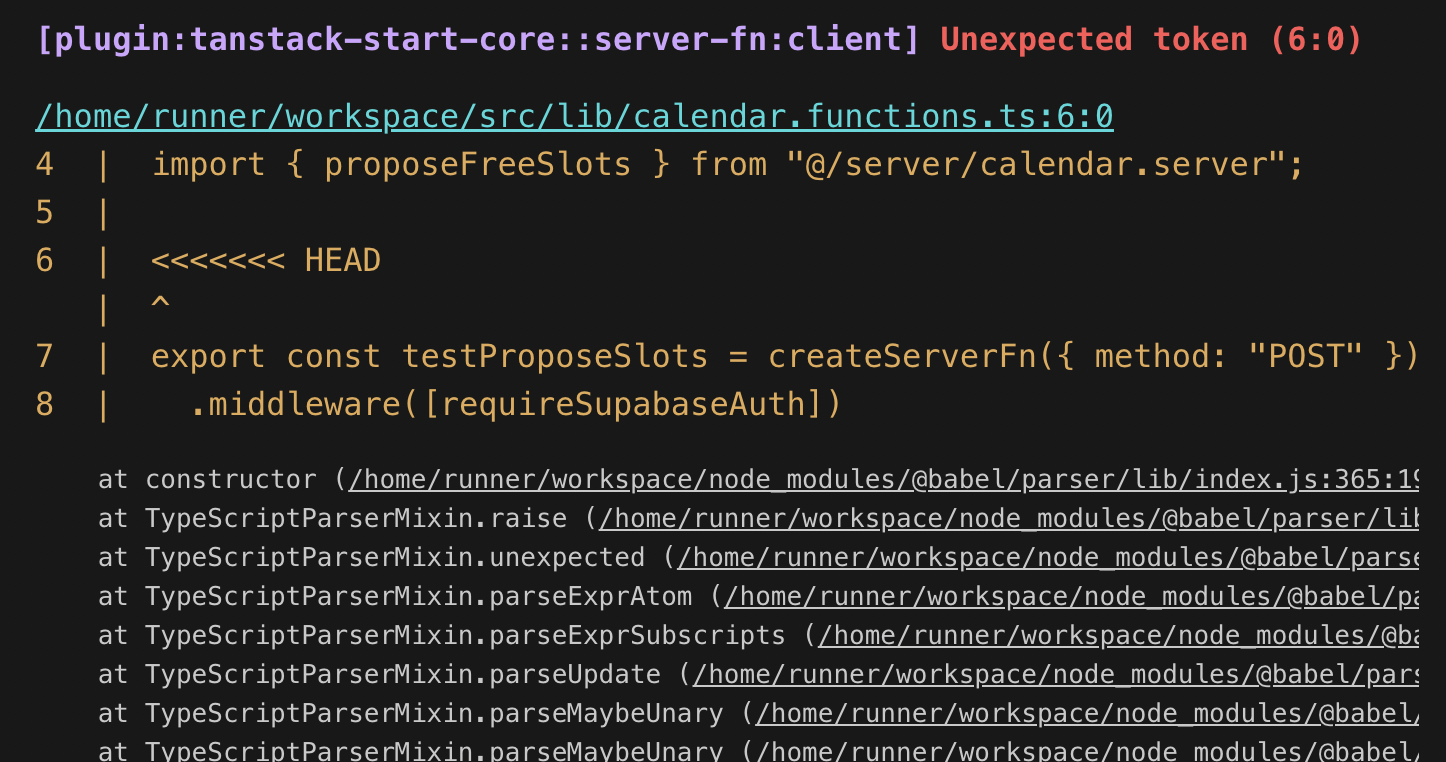 [plugin:tanstack-start-core::server-fn:client] Unexpected token (6:0)
/home/runner/workspace/src/lib/calendar.functions.ts:6:0
4  |  import { proposeFreeSlots } from "@/server/calendar.server";
5  |
6  |  <<<<<<< HEAD
   |  ^
7  |  export const testProposeSlots = createServerFn({ method: "POST" })
8  |    .middleware([requireSupabaseAuth])
at constructor (/home/runner/workspace/node_modules/@babel/parser/lib/index.js:365:19
at TypeScriptParserMixin.raise (/home/runner/workspace/node_modules/@babel/parser/lib
at TypeScriptParserMixin.unexpected (/home/runner/workspace/node_modules/@babel/parse
at TypeScriptParserMixin.parseExprAtom (/home/runner/workspace/node_modules/@babel/pa
at TypeScriptParserMixin.parseExprSubscripts (/home/runner/workspace/node_modules/@ba
at TypeScriptParserMixin.parseUpdate (/home/runner/workspace/node_modules/@babel/pars
at TypeScriptParserMixin.parseMaybeUnary (/home/runner/workspace/node_modules/@babel/
at TypeScriptParserMixin.parseMaybeUnary (/home/runner/workspace/node_modules/@babel/